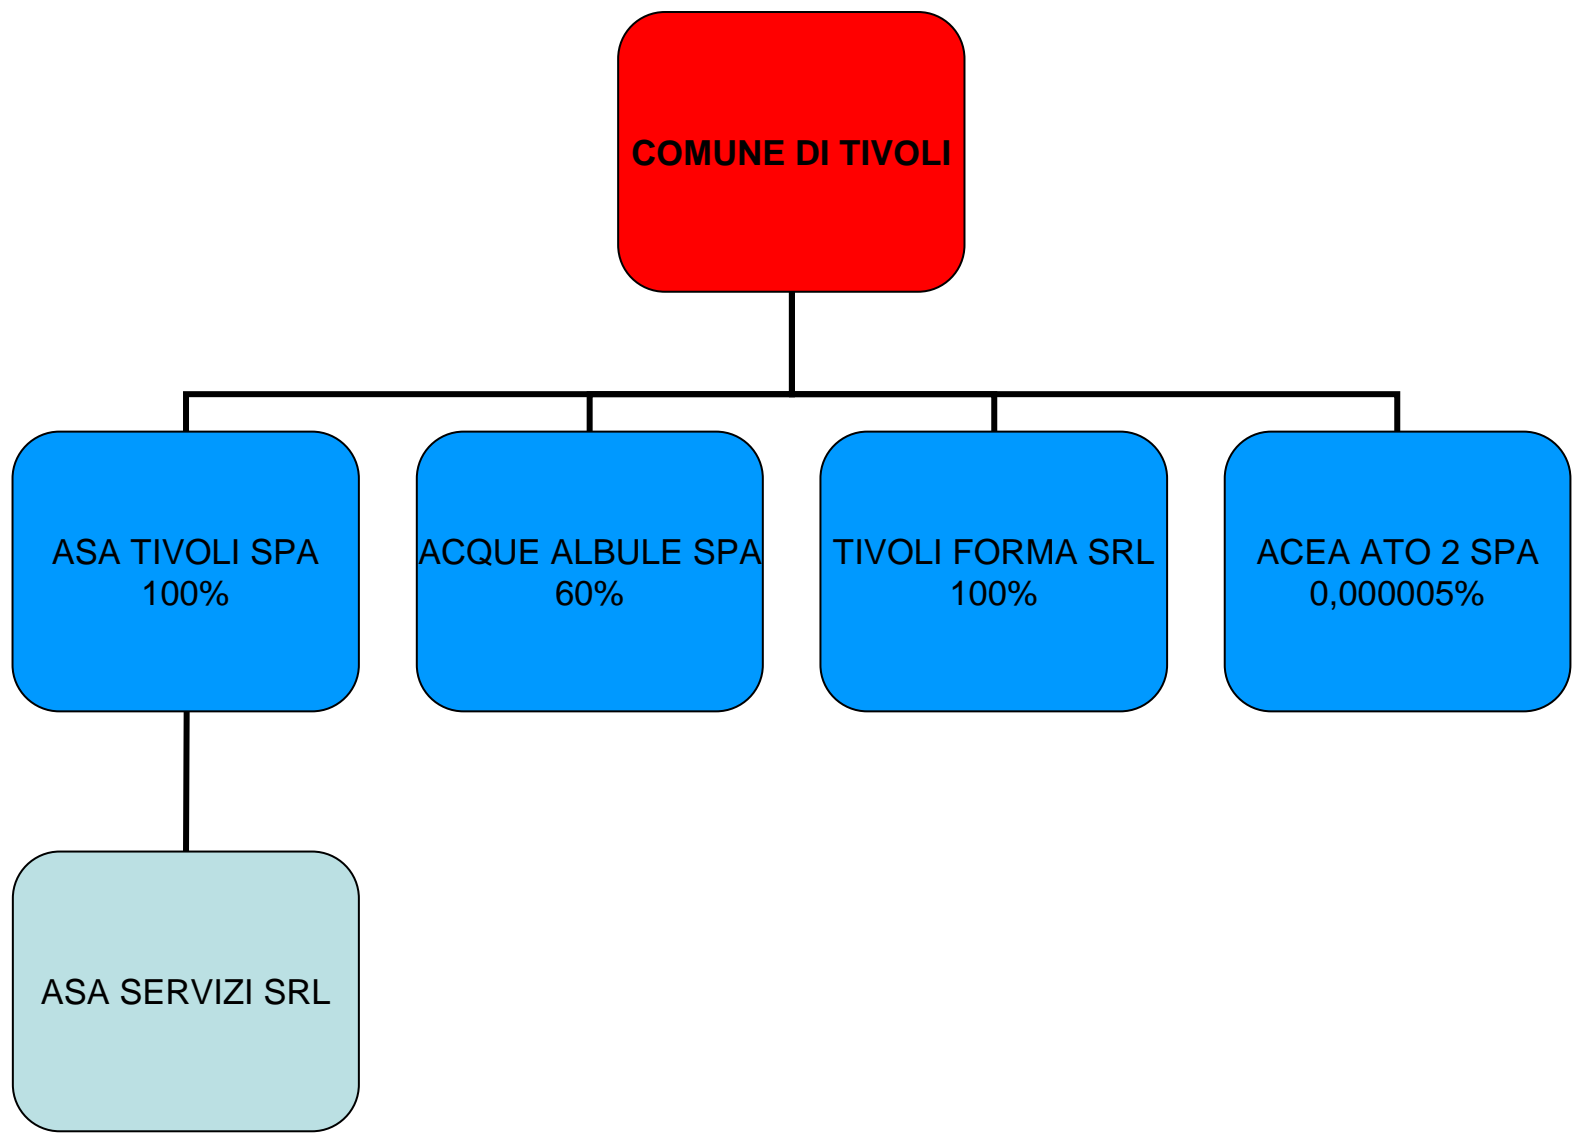 COMUNE DI TIVOLI
ASA TIVOLI SPA
100%
ACQUE ALBULE SPA
60%
TIVOLI FORMA SRL
100%
ACEA ATO 2 SPA
0,000005%
ASA SERVIZI SRL